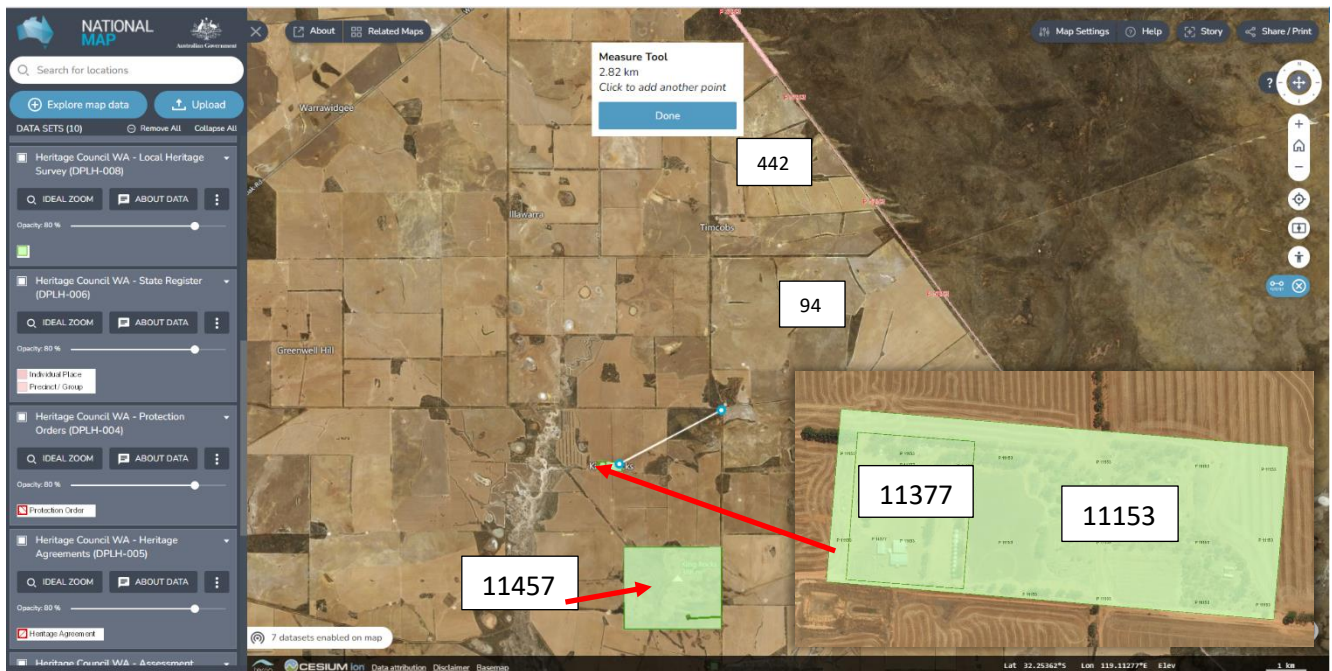 NATIONAL
MAP
Australian Government
Search for locations
Explore map data
Upload
DATA SETS (10)
Remove All
Collapse All
Heritage Council WA - Local Heritage
Survey (DPLH-008)
IDEAL ZOOM
ABOUT DATA
Opacity: 80 %
Heritage Council WA - State Register
(DPLH-006)
IDEAL ZOOM
ABOUT DATA
Opacity: 80 %
Individual Place
Precinct / Group
Heritage Council WA - Protection
Orders (DPLH-004)
IDEAL ZOOM
ABOUT DATA
Opacity: 80 %
Protection Order
Heritage Council WA - Heritage
Agreements (DPLH-005)
IDEAL ZOOM
ABOUT DATA
Opacity: 80 %
Heritage Agreement
Heritage Council WA - Assessment
About
Related Maps
Map Settings
Help
Story
Share / Print
Measure Tool
2.82 km
Click to add another point
Done
?
Warrawidgee
442
Illawarra
Timcobs
94
Greenwell Hill
11377
11153
11457
7 datasets enabled on map
CESIUM ion
Data attribution
Disclaimer
Basemap
Lat 32.25362°S Lon 119.11277°E Elev
1 km